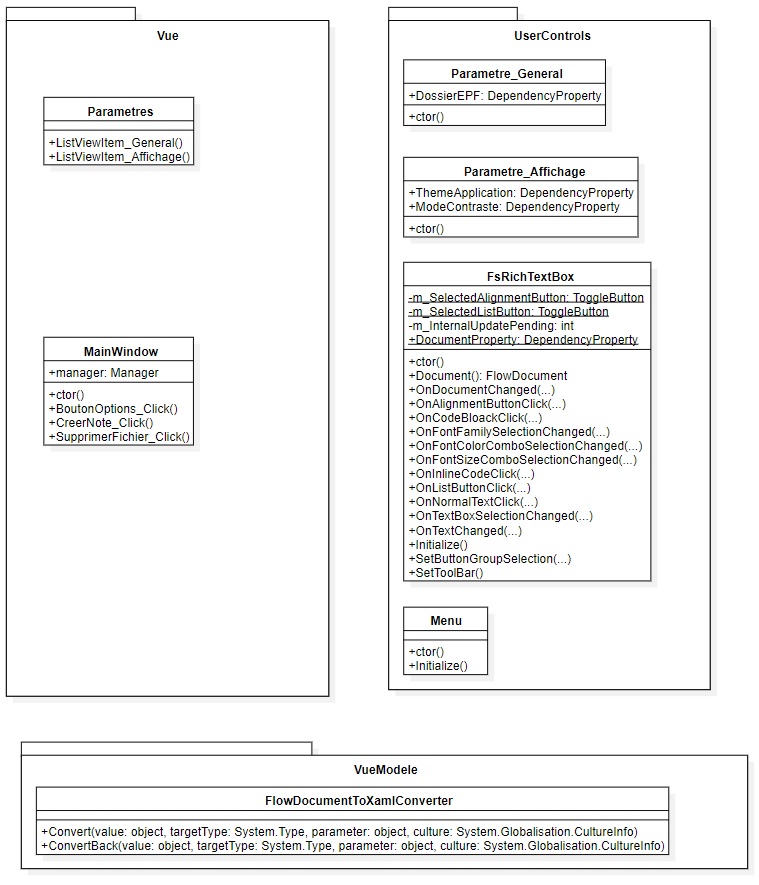 Vue
Parametres
+ListViewItem_General()
+ListViewItem_Affichage()
MainWindow
+manager: Manager
+ctor()
+BoutonOptions_Click()
+CreerNote_Click()
+SupprimerFichier_Click()
UserControls
Parametre_General
+DossierEPF: DependencyProperty
+ctor()
Parametre_Affichage
+ThemeApplication: DependencyProperty
+ModeContraste: DependencyProperty
+ctor()
FsRichTextBox
-m_SelectedAlignmentButton: ToggleButton
-m_SelectedListButton: ToggleButton
-m_InternalUpdatePending: int
+DocumentProperty: DependencyProperty
+ctor()
+Document(): FlowDocument
+OnDocumentChanged(...)
+OnAlignmentButtonClick(...)
+OnCodeBloackClick(...)
+OnFontFamilySelectionChanged(...)
+OnFontColorComboSelectionChanged(...)
+OnFontSizeComboSelectionChanged(...)
+OnInlineCodeClick(...)
+OnListButtonClick(...)
+OnNormalTextClick(...)
+OnTextBoxSelectionChanged(...)
+OnTextChanged(...)
+Initialize()
+SetButtonGroupSelection(...)
+SetToolBar()
Menu
+ctor()
+Initialize()
VueModele
FlowDocumentToXamlConverter
+Convert(value: object, targetType: System.Type, parameter: object, culture: System.Globalisation.CultureInfo)
+ConvertBack(value: object, targetType: System.Type, parameter: object, culture: System.Globalisation.CultureInfo)